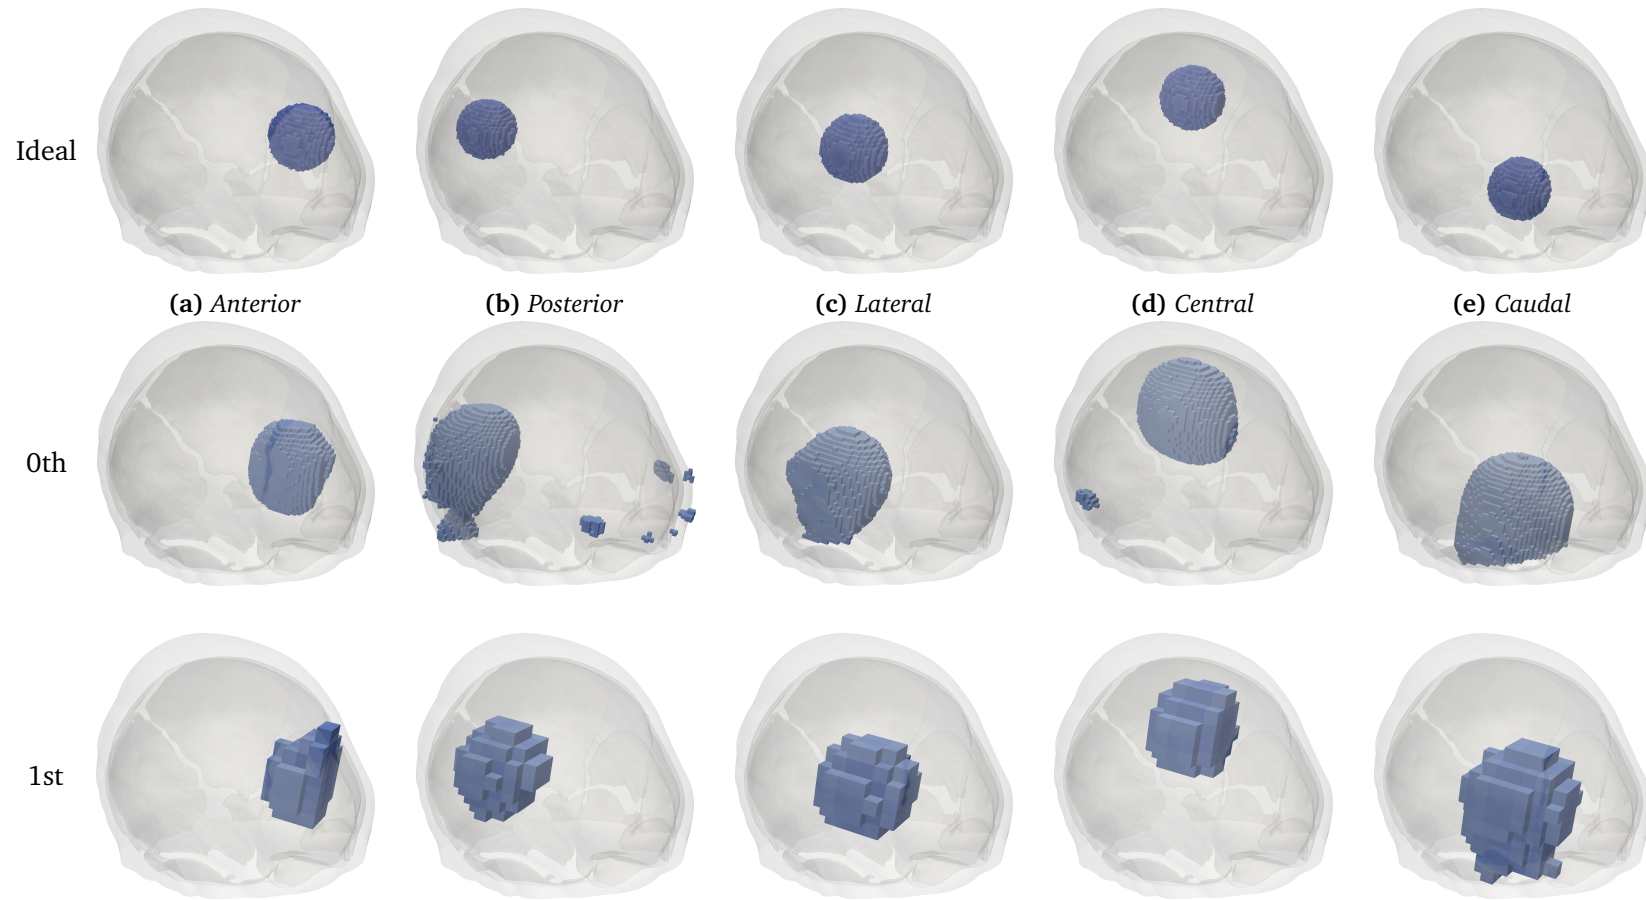 Ideal
(a) Anterior (b) Posterior (c) Lateral (d) Central (e) Caudal
0th
1st